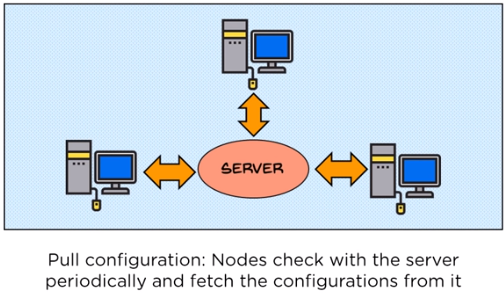 SERVER
Pull configuration: Nodes check with the server
periodically and fetch the configurations from it